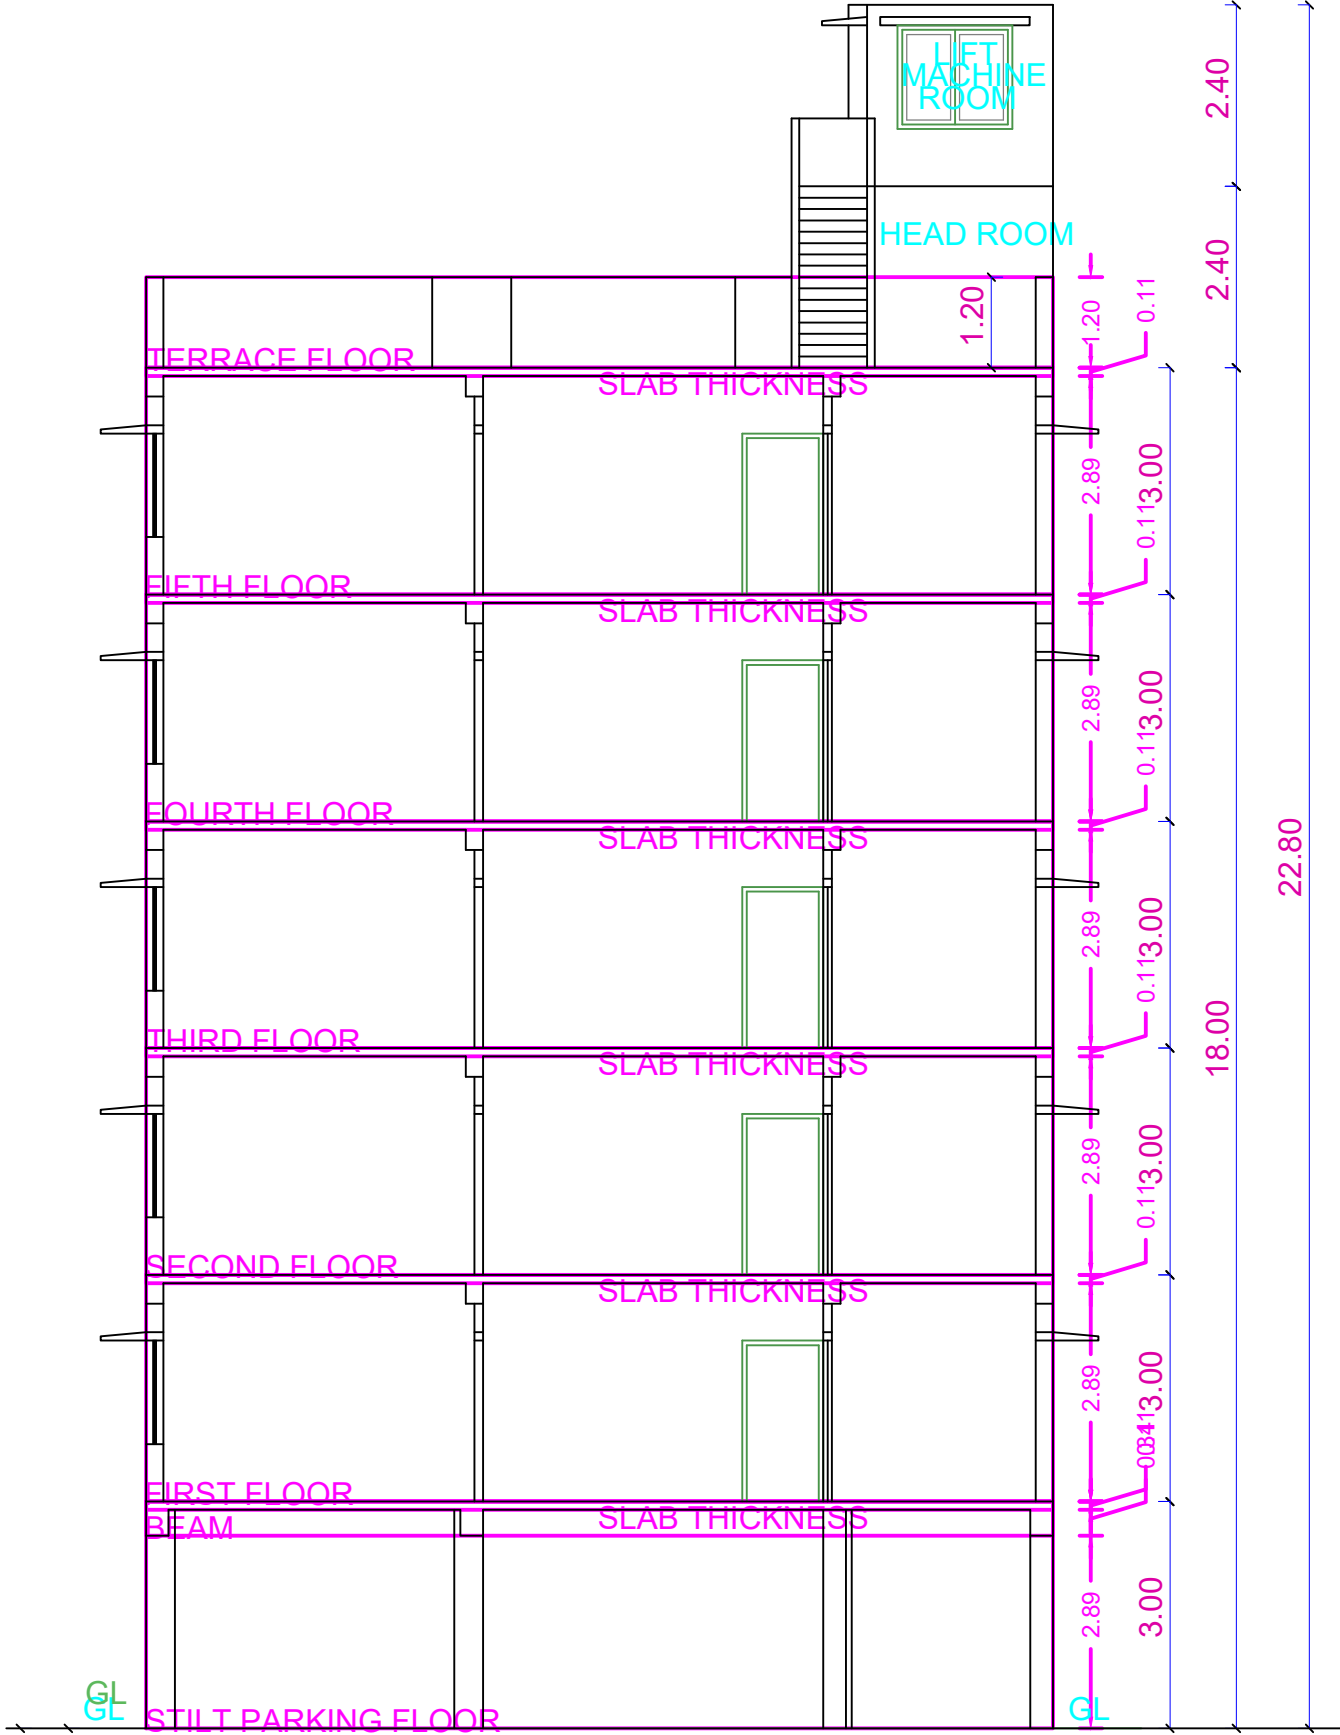 LIFT
MACHINE
ROOM
2.40
HEAD ROOM
2.40
1.20
1.20
0.11
TERRACE FLOOR
SLAB THICKNESS
2.89
3.00
0.11
FIFTH FLOOR
SLAB THICKNESS
2.89
3.00
0.11
FOURTH FLOOR
SLAB THICKNESS
22.80
2.89
3.00
0.11
THIRD FLOOR
18.00
SLAB THICKNESS
2.89
3.00
0.11
SECOND FLOOR
SLAB THICKNESS
2.89
3.00
FIRST FLOOR
SLAB THICKNESS
BEAM
2.89
3.00
GL
GL
GL
STILT PARKING FLOOR